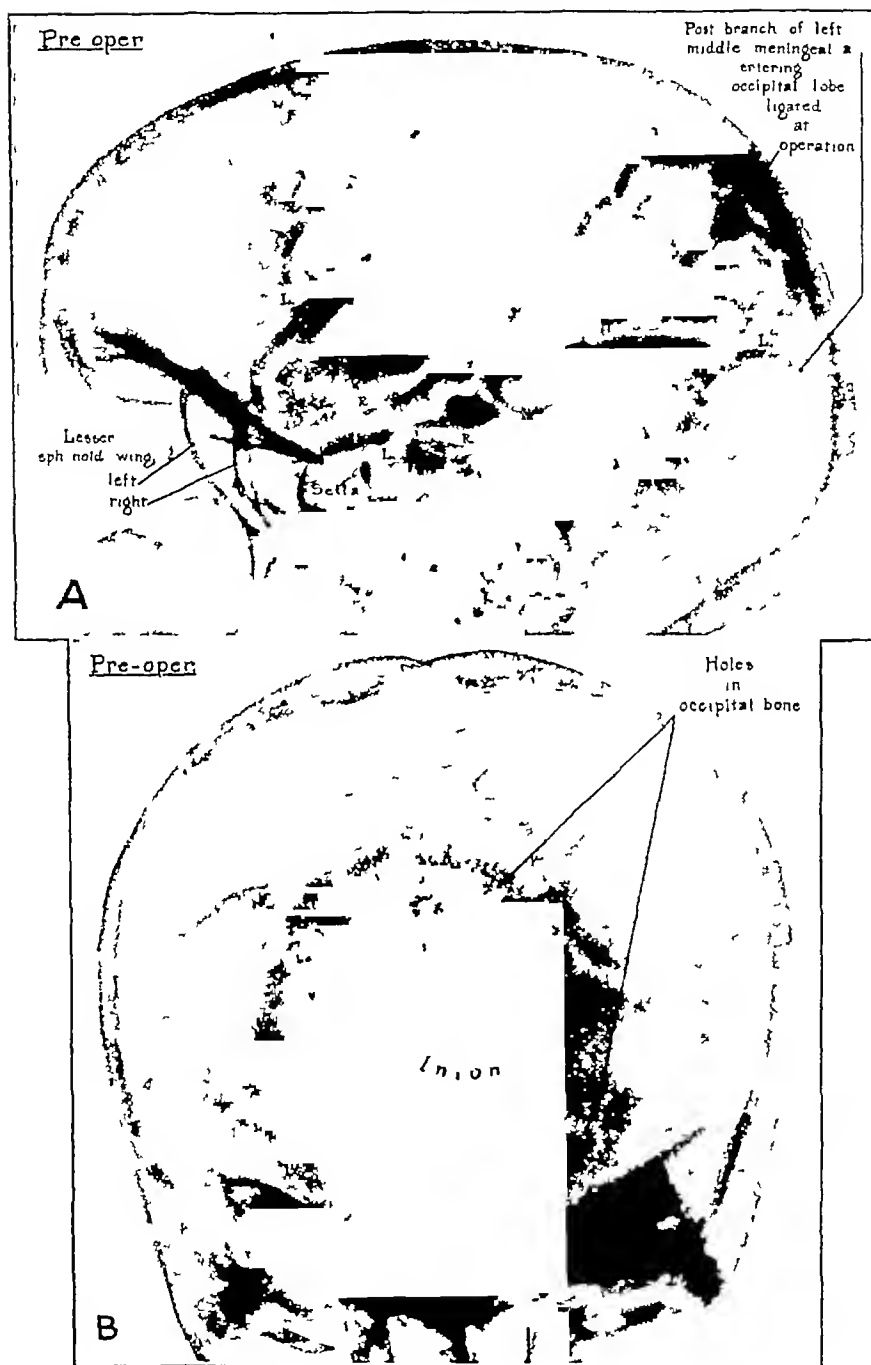 Pre oper
Post branch of left
middle meningeal a
entering
occipital lobe
ligated
at
operation
L
L
R
R
L
Lesser
sph noid wing,
left
right
Sella
A
Pre-oper.
Holes
in
occipital bone
Inion
B